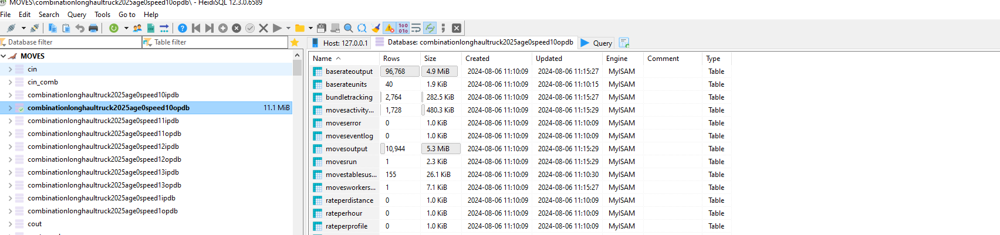 MOVES\combinationlonghaultruck2025age0speed10opdb\ - HeidiSQL 12.3.0.6589
File Edit Search Query Tools Go to Help
Database filter Table filter
Host: 127.0.0.1 Database: combinationlonghaultruck2025age0speed10opdb Query
MOVES
cin
cin_comb
combinationlonghaultruck2025age0speed10ipdb
combinationlonghaultruck2025age0speed10opdb 11.1 MiB
combinationlonghaultruck2025age0speed11ipdb
combinationlonghaultruck2025age0speed11opdb
combinationlonghaultruck2025age0speed12ipdb
combinationlonghaultruck2025age0speed12opdb
combinationlonghaultruck2025age0speed13ipdb
combinationlonghaultruck2025age0speed13opdb
combinationlonghaultruck2025age0speed1ipdb
combinationlonghaultruck2025age0speed1opdb
cout
Name Rows Size Created Updated Engine Comment Type
baserateoutput 96,768 4.9 MiB 2024-08-06 11:10:09 2024-08-06 11:15:27 MyISAM Table
baserateunits 40 1.9 KiB 2024-08-06 11:10:09 2024-08-06 11:10:15 MyISAM Table
bundletracking 2,764 282.5 KiB 2024-08-06 11:10:09 2024-08-06 11:15:27 MyISAM Table
movesactivity... 1,728 480.3 KiB 2024-08-06 11:10:09 2024-08-06 11:15:29 MyISAM Table
moveserror 0 1.0 KiB 2024-08-06 11:10:09 2024-08-06 11:10:09 MyISAM Table
moveseventlog 0 1.0 KiB 2024-08-06 11:10:09 2024-08-06 11:10:09 MyISAM Table
movesoutput 10,944 5.3 MiB 2024-08-06 11:10:09 2024-08-06 11:15:29 MyISAM Table
movesrun 1 2.3 KiB 2024-08-06 11:10:09 2024-08-06 11:15:29 MyISAM Table
movestablesus... 155 26.1 KiB 2024-08-06 11:10:09 2024-08-06 11:10:30 MyISAM Table
movesworkers... 1 7.1 KiB 2024-08-06 11:10:09 2024-08-06 11:15:27 MyISAM Table
rateperdistance 0 1.0 KiB 2024-08-06 11:10:09 2024-08-06 11:10:09 MyISAM Table
rateperhour 0 1.0 KiB 2024-08-06 11:10:09 2024-08-06 11:10:09 MyISAM Table
rateperprofile 0 1.0 KiB 2024-08-06 11:10:09 2024-08-06 11:10:09 MyISAM Table